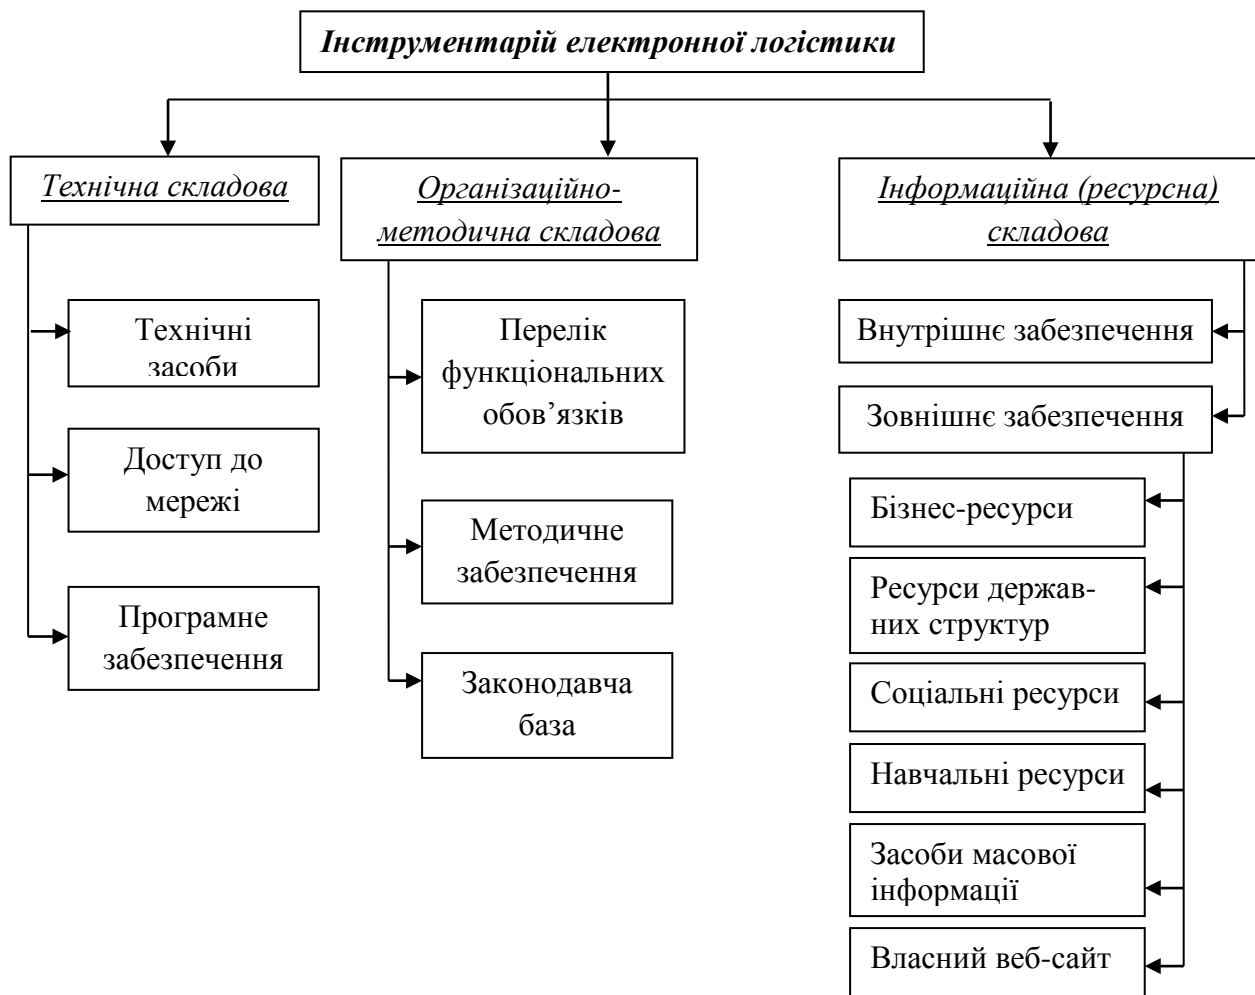 Інструментарій електронної логістики
Технічна складова
Технічні
засоби
Доступ до
мережі
Програмне
забезпечення
Організаційно-
методична складова
Перелік
функціональних
обов’язків
Методичне
забезпечення
Законодавча
база
Інформаційна (ресурсна)
складова
Внутрішнє забезпечення
Зовнішнє забезпечення
Бізнес-ресурси
Ресурси держав-
них структур
Соціальні ресурси
Навчальні ресурси
Засоби масової
інформації
Власний веб-сайт